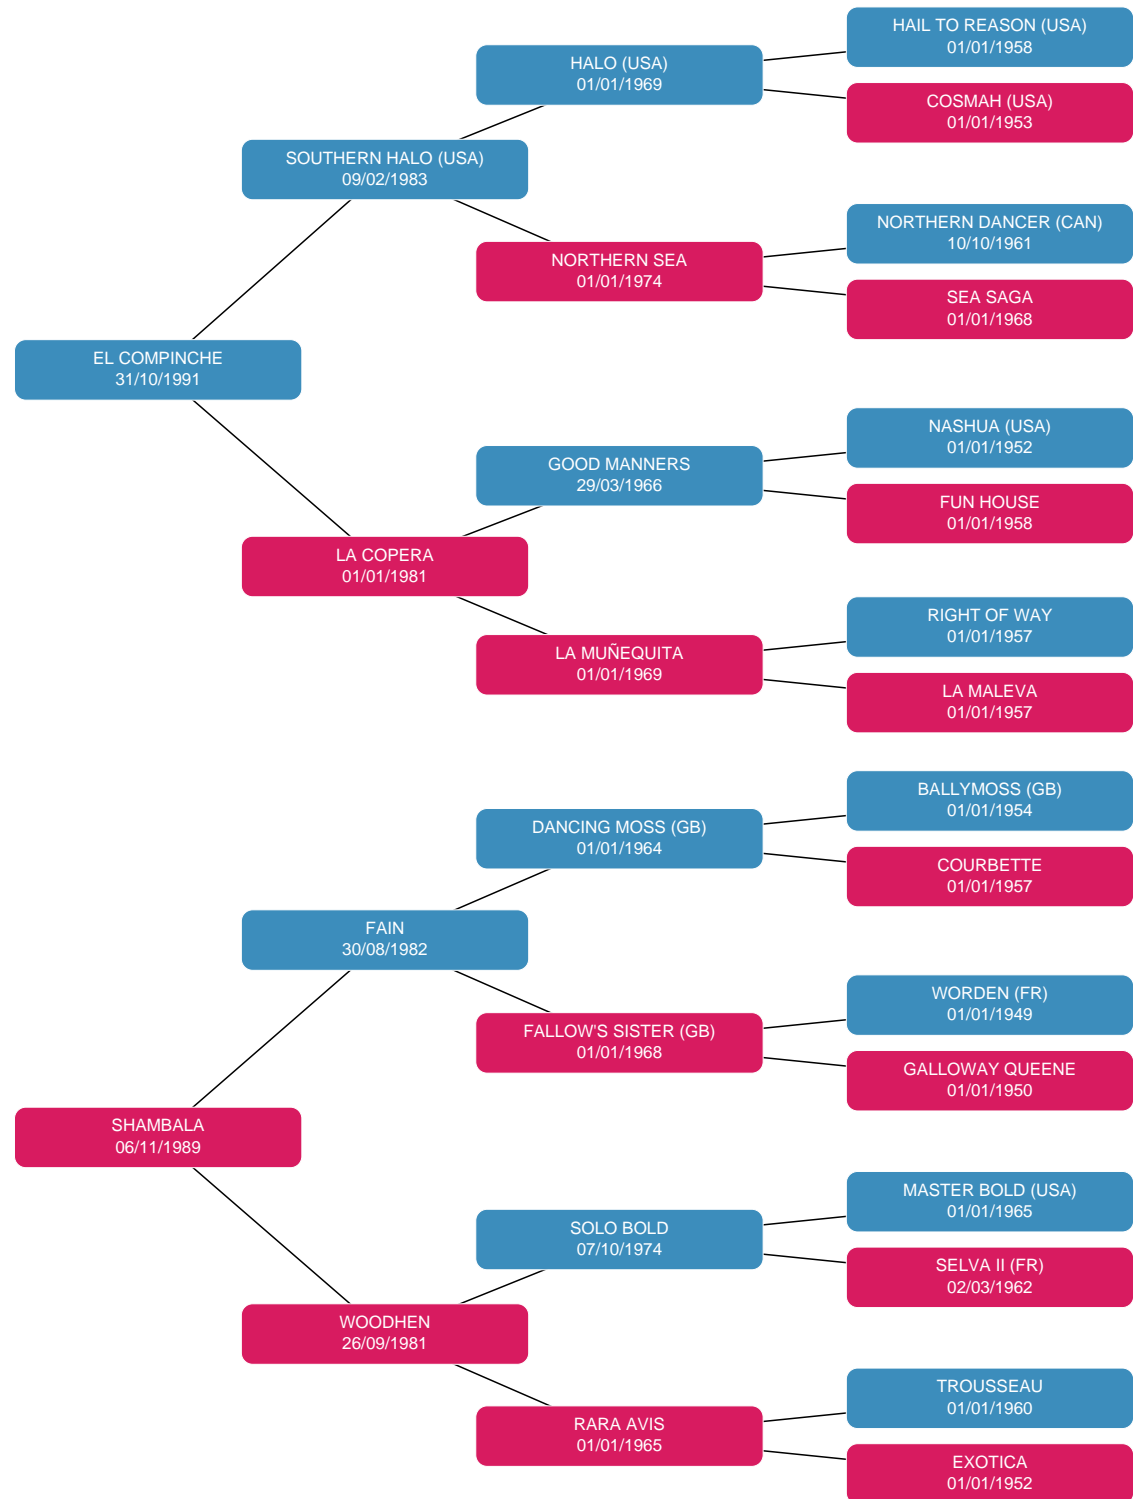 HAIL TO REASON (USA)
01/01/1958
HALO (USA)
01/01/1969
COSMAH (USA)
01/01/1953
SOUTHERN HALO (USA)
09/02/1983
NORTHERN DANCER (CAN)
10/10/1961
NORTHERN SEA
01/01/1974
SEA SAGA
01/01/1968
EL COMPINCHE
31/10/1991
NASHUA (USA)
01/01/1952
GOOD MANNERS
29/03/1966
FUN HOUSE
01/01/1958
LA COPERA
01/01/1981
RIGHT OF WAY
01/01/1957
LA MUÑEQUITA
01/01/1969
LA MALEVA
01/01/1957
BALLYMOSS (GB)
01/01/1954
DANCING MOSS (GB)
01/01/1964
COURBETTE
01/01/1957
FAIN
30/08/1982
WORDEN (FR)
01/01/1949
FALLOW'S SISTER (GB)
01/01/1968
GALLOWAY QUEENE
01/01/1950
SHAMBALA
06/11/1989
MASTER BOLD (USA)
01/01/1965
SOLO BOLD
07/10/1974
SELVA II (FR)
02/03/1962
WOODHEN
26/09/1981
TROUSSEAU
01/01/1960
RARA AVIS
01/01/1965
EXOTICA
01/01/1952